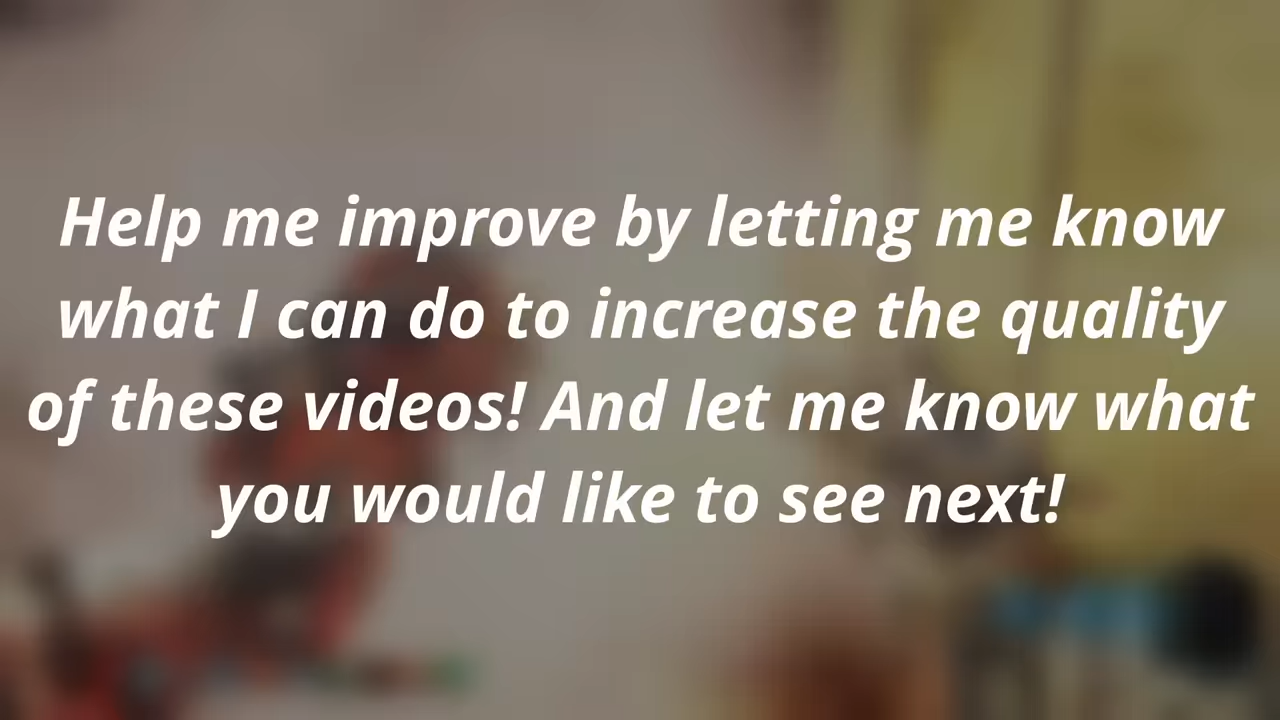 Help me improve by letting me know
what I can do to increase the quality
of these videos! And let me know what
you would like to see next!